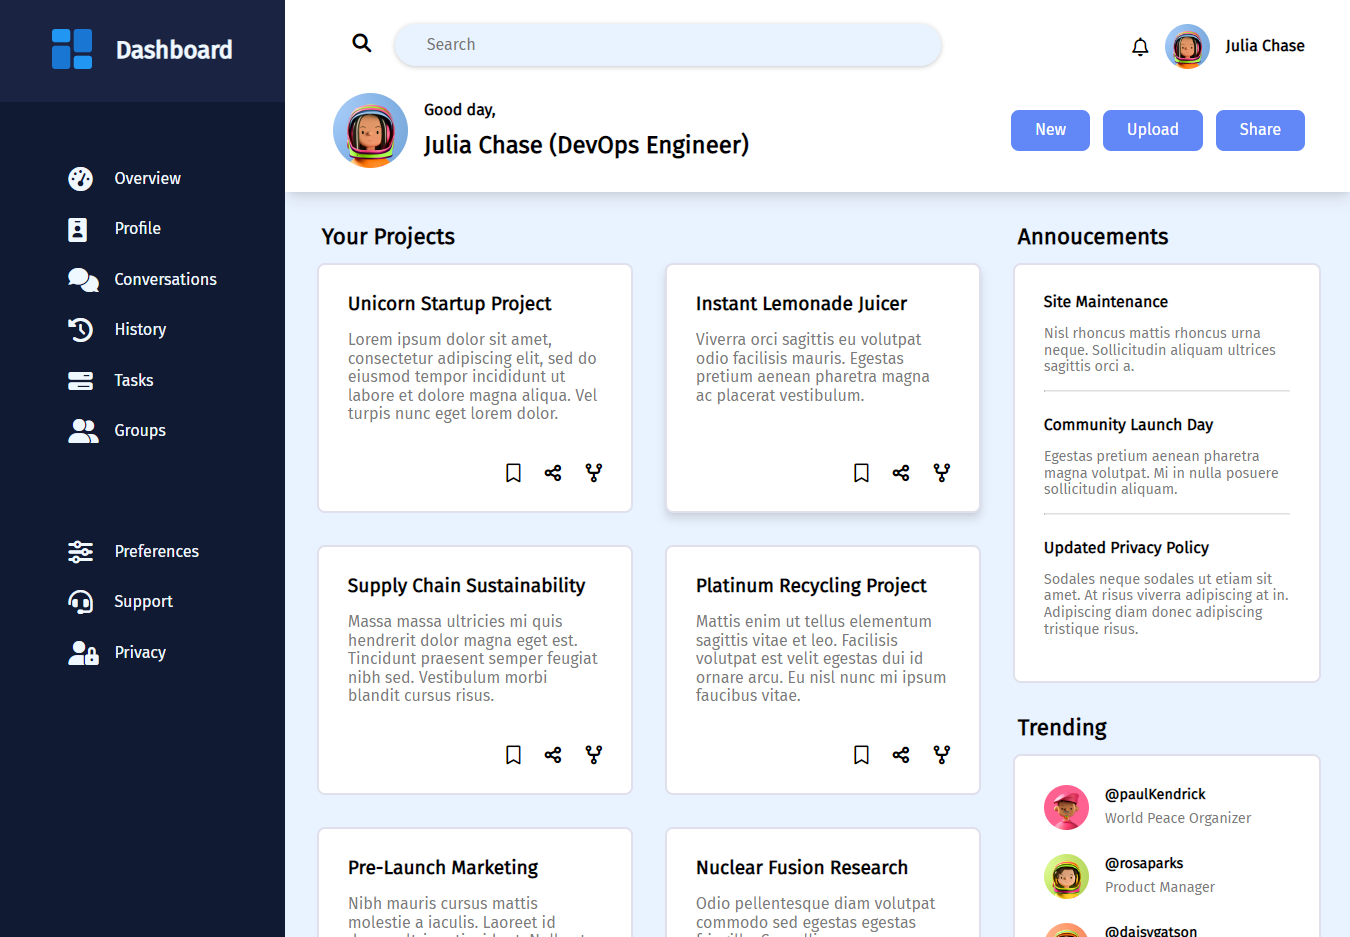 Dashboard
Overview
Profile
Conversations
History
Tasks
Groups
Preferences
Support
Privacy
Search
Julia Chase
Good day,
Julia Chase (DevOps Engineer)
New
Upload
Share
Your Projects
Unicorn Startup Project
Lorem ipsum dolor sit amet,
consectetur adipiscing elit, sed do
eiusmod tempor incididunt ut
labore et dolore magna aliqua. Vel
turpis nunc eget lorem dolor.
Instant Lemonade Juicer
Viverra orci sagittis eu volutpat
odio facilisis mauris. Egestas
pretium aenean pharetra magna
ac placerat vestibulum.
Supply Chain Sustainability
Massa massa ultricies mi quis
hendrerit dolor magna eget est.
Tincidunt praesent semper feugiat
nibh sed. Vestibulum morbi
blandit cursus risus.
Platinum Recycling Project
Mattis enim ut tellus elementum
sagittis vitae et leo. Facilisis
volutpat est velit egestas dui id
ornare arcu. Eu nisl nunc mi ipsum
faucibus vitae.
Pre-Launch Marketing
Nibh mauris cursus mattis
molestie a iaculis. Laoreet id
Nuclear Fusion Research
Odio pellentesque diam volutpat
commodo sed egestas egestas
Annoucements
Site Maintenance
Nisl rhoncus mattis rhoncus urna
neque. Sollicitudin aliquam ultrices
sagittis orci a.
Community Launch Day
Egestas pretium aenean pharetra
magna volutpat. Mi in nulla posuere
sollicitudin aliquam.
Updated Privacy Policy
Sodales neque sodales ut etiam sit
amet. At risus viverra adipiscing at in.
Adipiscing diam donec adipiscing
tristique risus.
Trending
@paulKendrick
World Peace Organizer
@rosaparks
Product Manager
@daisygatson